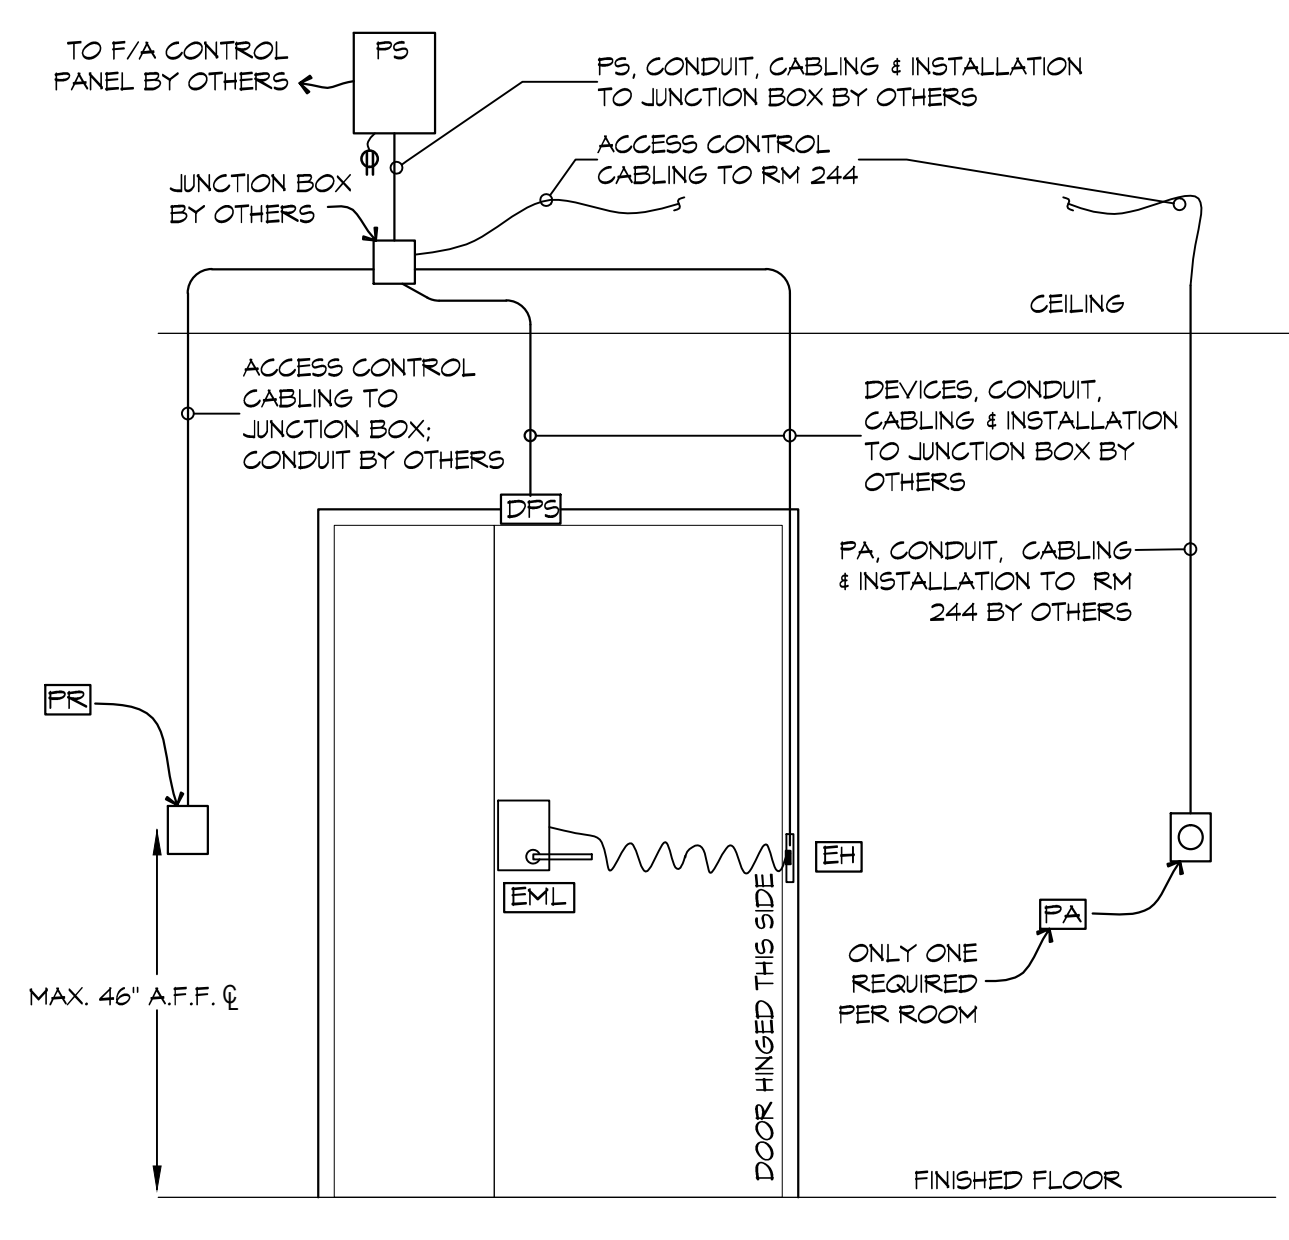 TO F/A CONTROL
PANEL BY OTHERS
PS
PS, CONDUIT, CABLING & INSTALLATION
TO JUNCTION BOX BY OTHERS
ACCESS CONTROL
CABLING TO RM 244
JUNCTION BOX
BY OTHERS
CEILING
ACCESS CONTROL
CABLING TO
JUNCTION BOX;
CONDUIT BY OTHERS
DEVICES, CONDUIT,
CABLING & INSTALLATION
TO JUNCTION BOX BY
OTHERS
DPS
PA, CONDUIT, CABLING
& INSTALLATION TO RM
244 BY OTHERS
PR
EH
EML
PA
DOOR HINGED THIS SIDE
ONLY ONE
REQUIRED
PER ROOM
MAX. 46" A.F.F. ℄
FINISHED FLOOR